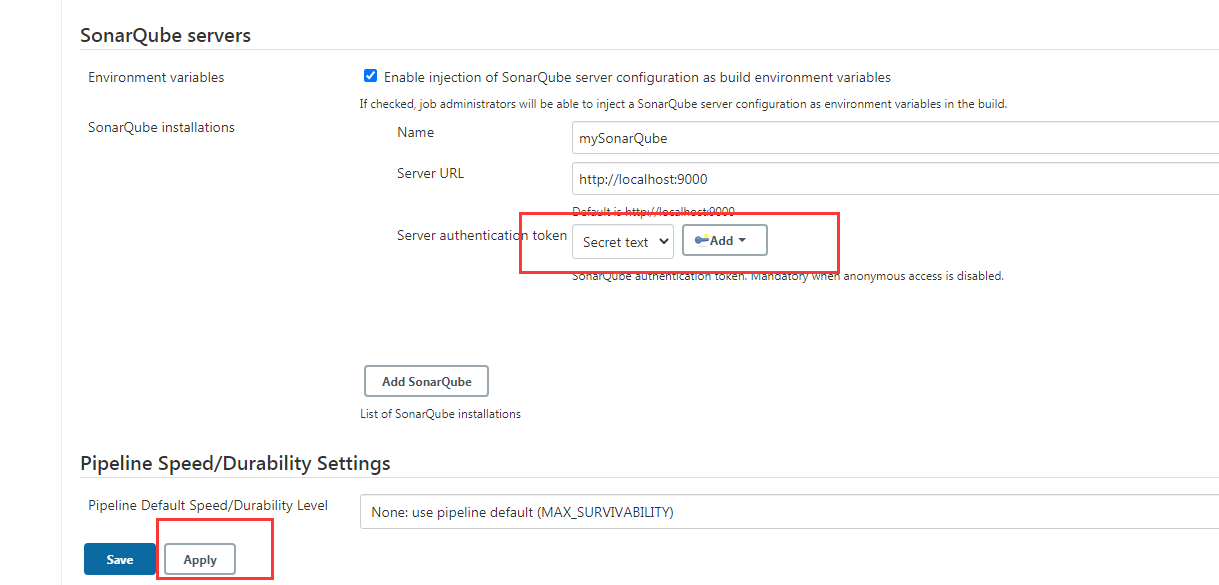 SonarQube servers
Environment variables
Enable injection of SonarQube server configuration as build environment variables
If checked, job administrators will be able to inject a SonarQube server configuration as environment variables in the build.
SonarQube installations
Name
mySonarQube
Server URL
http://localhost:9000
Default is http://localhost:9000
Server authentication token
Secret text
Add
SonarQube authentication token. Mandatory when anonymous access is disabled.
Add SonarQube
List of SonarQube installations
Pipeline Speed/Durability Settings
Pipeline Default Speed/Durability Level
None: use pipeline default (MAX_SURVIVABILITY)
Save
Apply